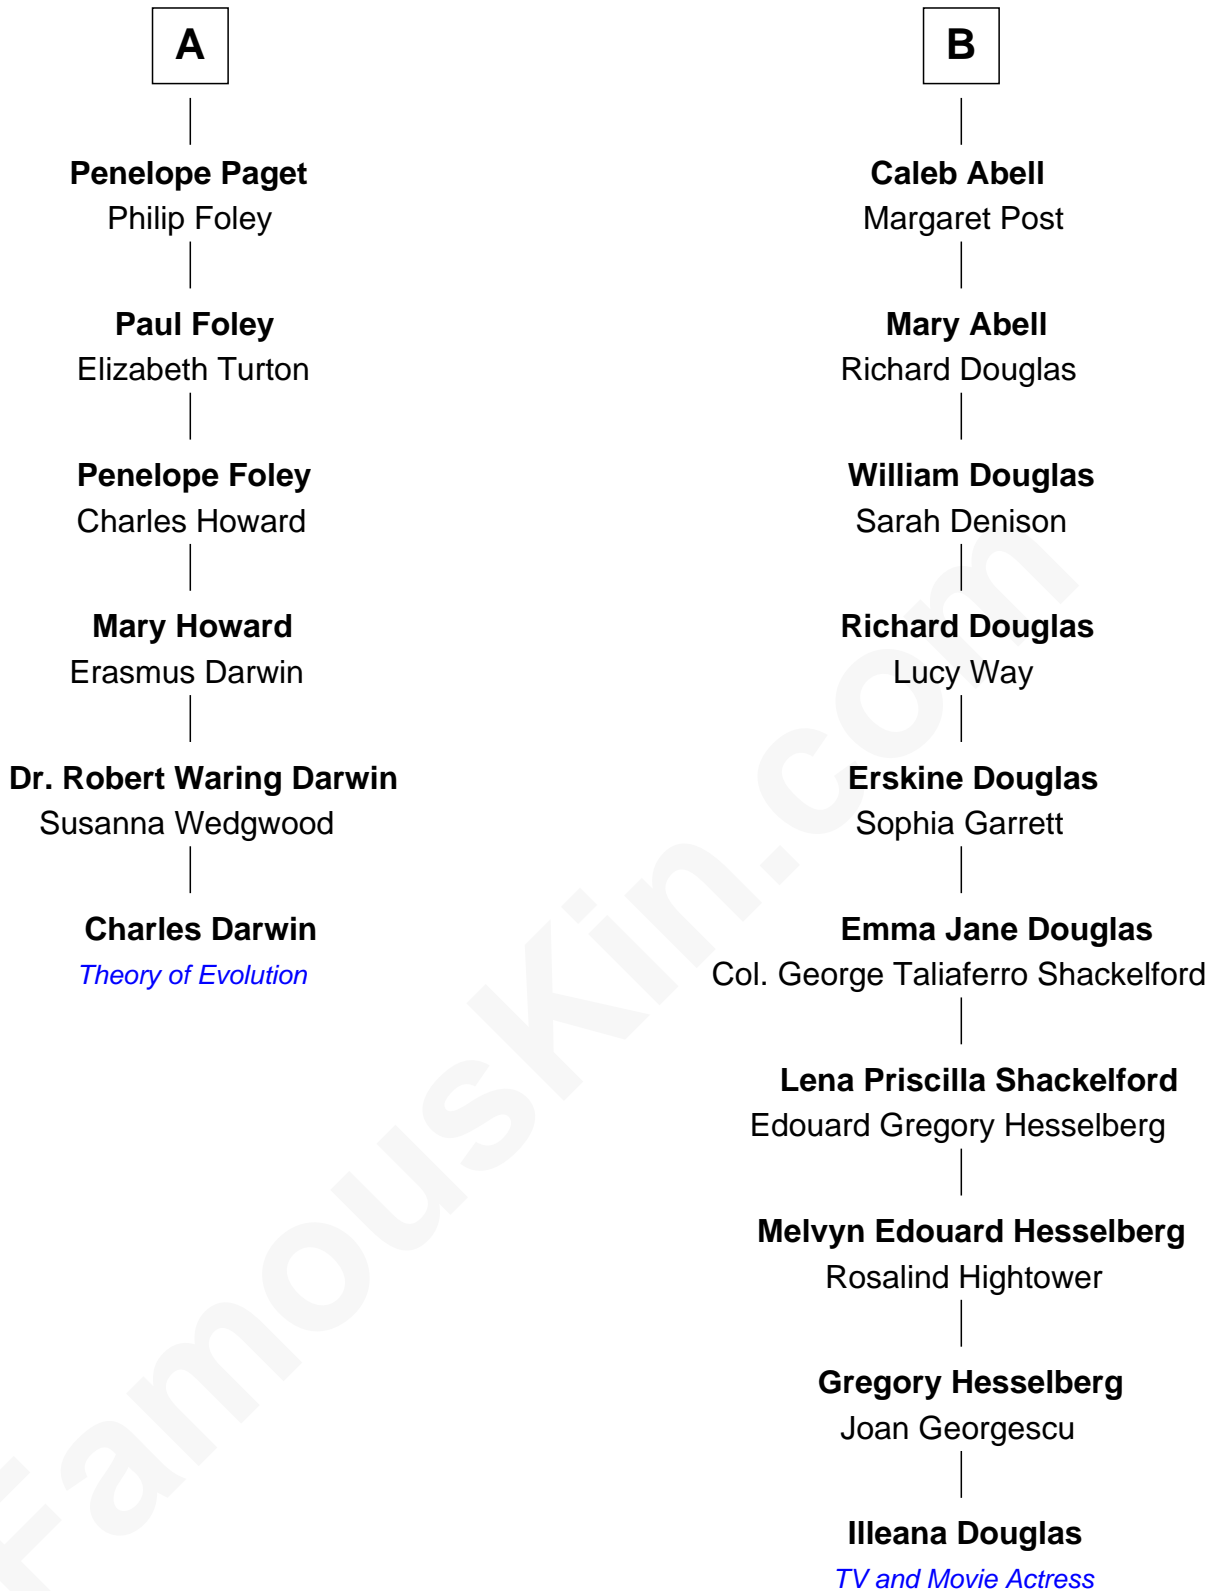 A
Penelope Paget
Philip Foley
Paul Foley
Elizabeth Turton
Penelope Foley
Charles Howard
Mary Howard
Erasmus Darwin
Dr. Robert Waring Darwin
Susanna Wedgwood
Charles Darwin
Theory of Evolution
B
Caleb Abell
Margaret Post
Mary Abell
Richard Douglas
William Douglas
Sarah Denison
Richard Douglas
Lucy Way
Erskine Douglas
Sophia Garrett
Emma Jane Douglas
Col. George Taliaferro Shackelford
Lena Priscilla Shackelford
Edouard Gregory Hesselberg
Melvyn Edouard Hesselberg
Rosalind Hightower
Gregory Hesselberg
Joan Georgescu
Illeana Douglas
TV and Movie Actress
FamousKin.com